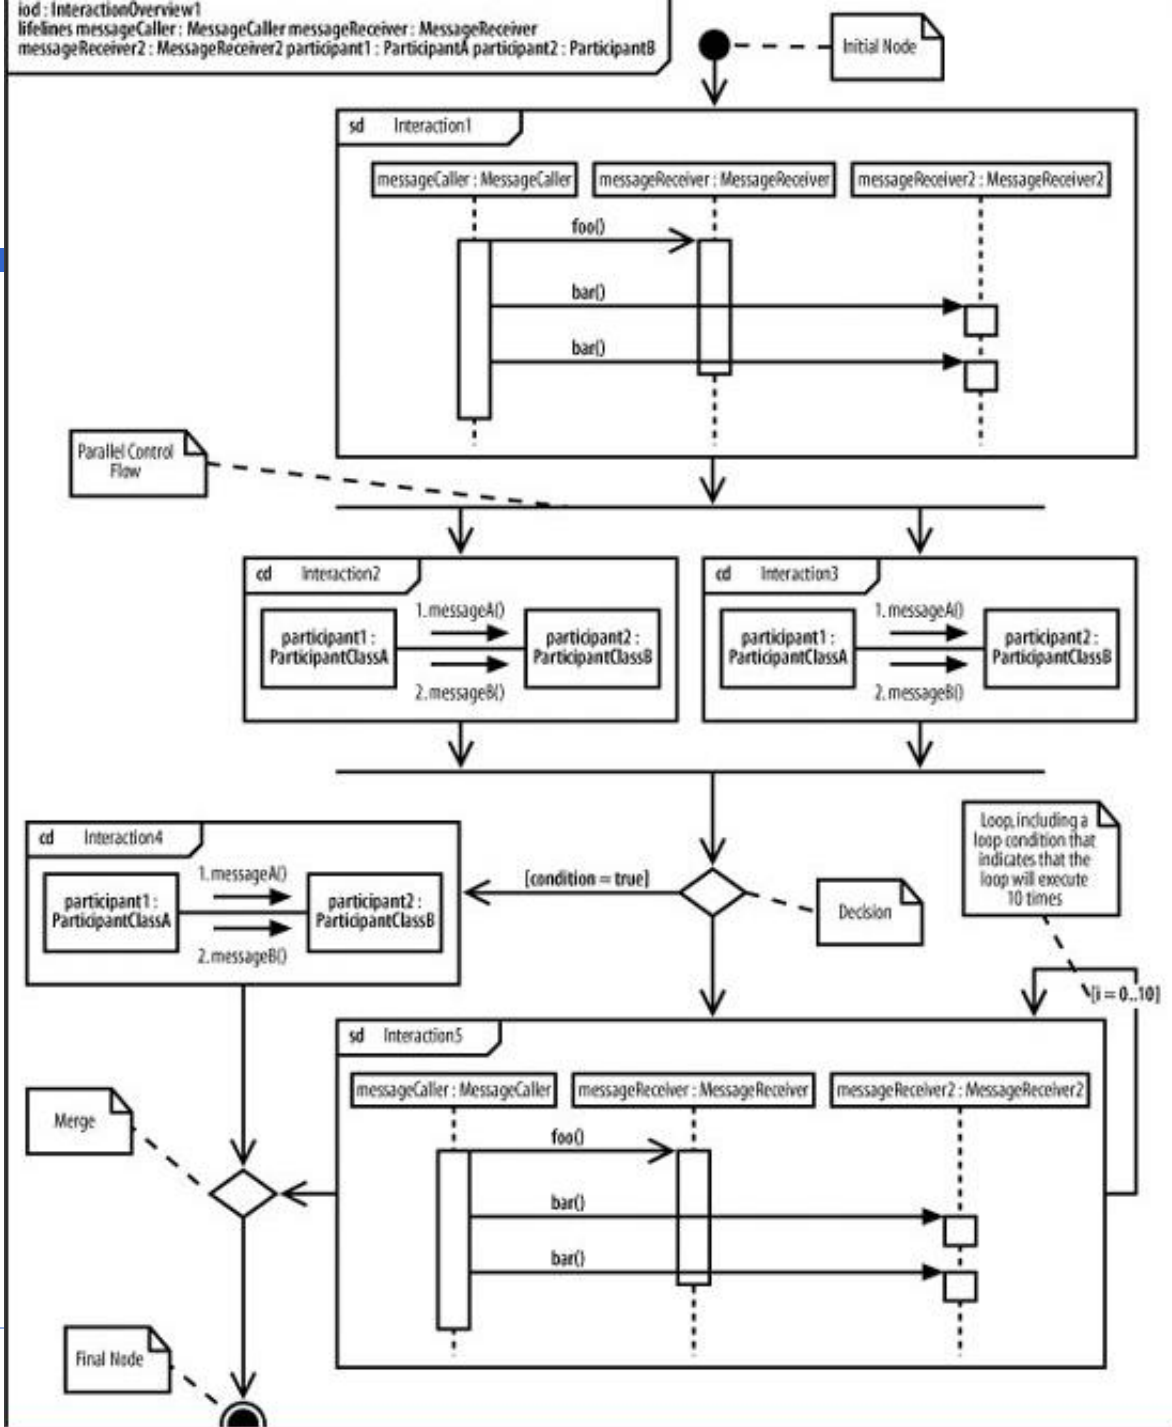 iod : InteractionOverview1
lifelines messageCaller : MessageCaller messageReceiver : MessageReceiver
messageReceiver2 : MessageReceiver2 participant1 : ParticipantA participant2 : ParticipantB
Initial Node
sd Interaction1
messageCaller : MessageCaller
messageReceiver : MessageReceiver
messageReceiver2 : MessageReceiver2
foo()
bar()
bar()
Parallel Control
Flow
cd Interaction2
1. messageA()
participant1 :
ParticipantClassA
participant2 :
ParticipantClassB
2. messageB()
cd Interaction3
1. messageA()
participant1 :
ParticipantClassA
participant2 :
ParticipantClassB
2. messageB()
cd Interaction4
1. messageA()
participant1 :
ParticipantClassA
participant2 :
ParticipantClassB
2. messageB()
[condition = true]
Decision
Loop, including a
loop condition that
indicates that the
loop will execute
10 times
[i = 0..10]
sd Interaction5
messageCaller : MessageCaller
messageReceiver : MessageReceiver
messageReceiver2 : MessageReceiver2
foo()
bar()
bar()
Merge
Final Node